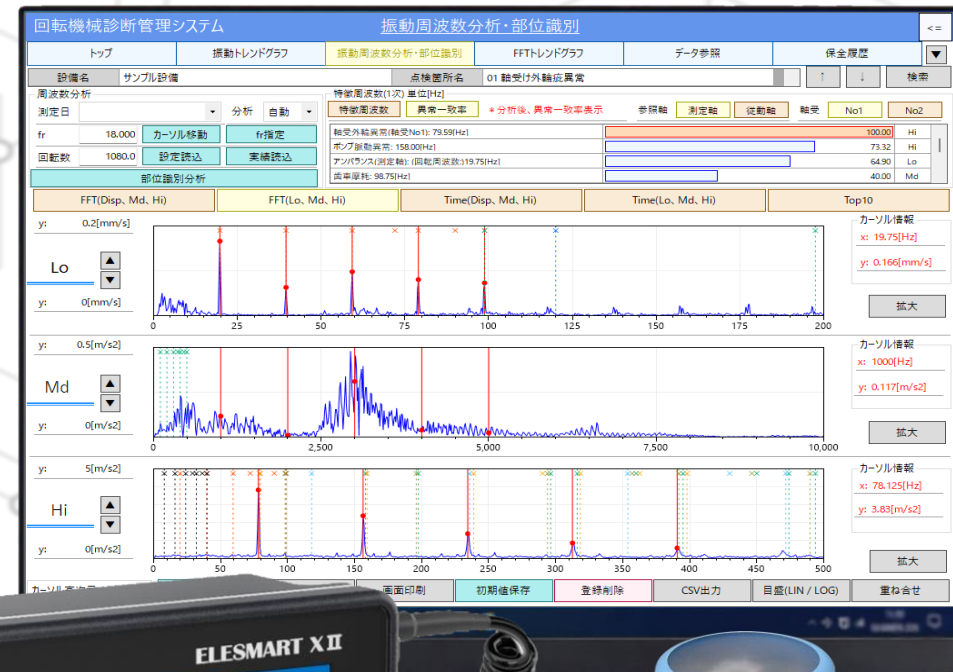 回転機械診断管理システム 振動周波数分析・部位識別 <=
トップ 振動トレンドグラフ 振動周波数分析・部位識別 FFTトレンドグラフ データ参照 保全履歴 ▼
設備名 サンプル設備 点検箇所名 01 軸受け外輪疵異常 ↑ ↓ 検索
周波数分析 特徴周波数(1次) 単位[Hz]
測定日 分析 自動 特徴周波数 異常一致率 *分析後、異常一致率表示 参照軸 測定軸 従動軸 軸受 No1 No2
fr 18.000 カーソル移動 fr指定 軸受外輪異常(軸受No1): 79.59[Hz] 100.00 Hi
ポンプ脈動異常: 158.00[Hz] 73.32 Hi
回転数 1080.0 設定読込 実績読込 アンバランス(測定軸): (回転周波数:)19.75[Hz] 64.90 Lo
部位識別分析 歯車摩耗: 98.75[Hz] 40.00 Md
FFT(Disp、Md、Hi) FFT(Lo、Md、Hi) Time(Disp、Md、Hi) Time(Lo、Md、Hi) Top10
y: 0.2[mm/s] カーソル情報
x: 19.75[Hz]
Lo ▲ ▼ y: 0.166[mm/s]
y: 0[mm/s] 拡大
0 25 50 75 100 125 150 175 200
y: 0.5[m/s2] カーソル情報
x: 1000[Hz]
Md ▲ ▼ y: 0.117[m/s2]
y: 0[m/s2] 拡大
0 2,500 5,000 7,500 10,000
y: 5[m/s2] カーソル情報
x: 78.125[Hz]
Hi ▲ ▼ y: 3.83[m/s2]
y: 0[m/s2] 拡大
0 50 100 150 200 250 300 350 400 450 500
画面印刷 初期値保存 登録削除 CSV出力 目盛(LIN / LOG) 重ね合せ
ELESMART XⅡ